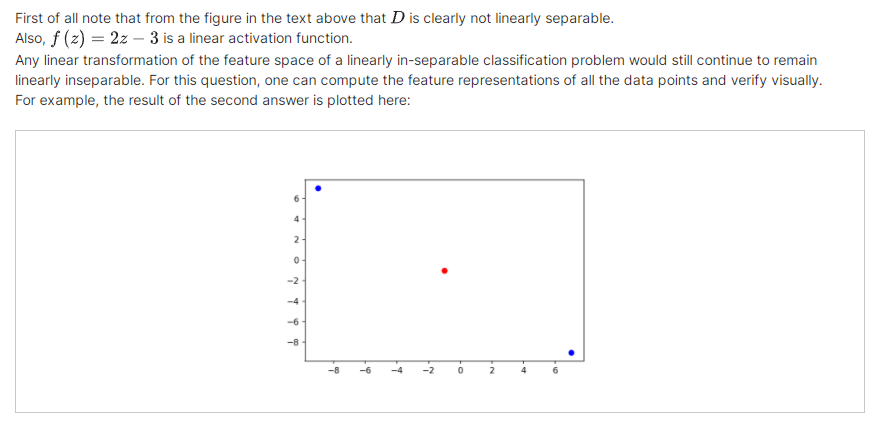 First of all note that from the figure in the text above that D is clearly not linearly separable.
Also, f (z) = 2z − 3 is a linear activation function.
Any linear transformation of the feature space of a linearly in-separable classification problem would still continue to remain
linearly inseparable. For this question, one can compute the feature representations of all the data points and verify visually.
For example, the result of the second answer is plotted here:
6
4
2
0
−2
−4
−6
−8
−8 −6 −4 −2 0 2 4 6